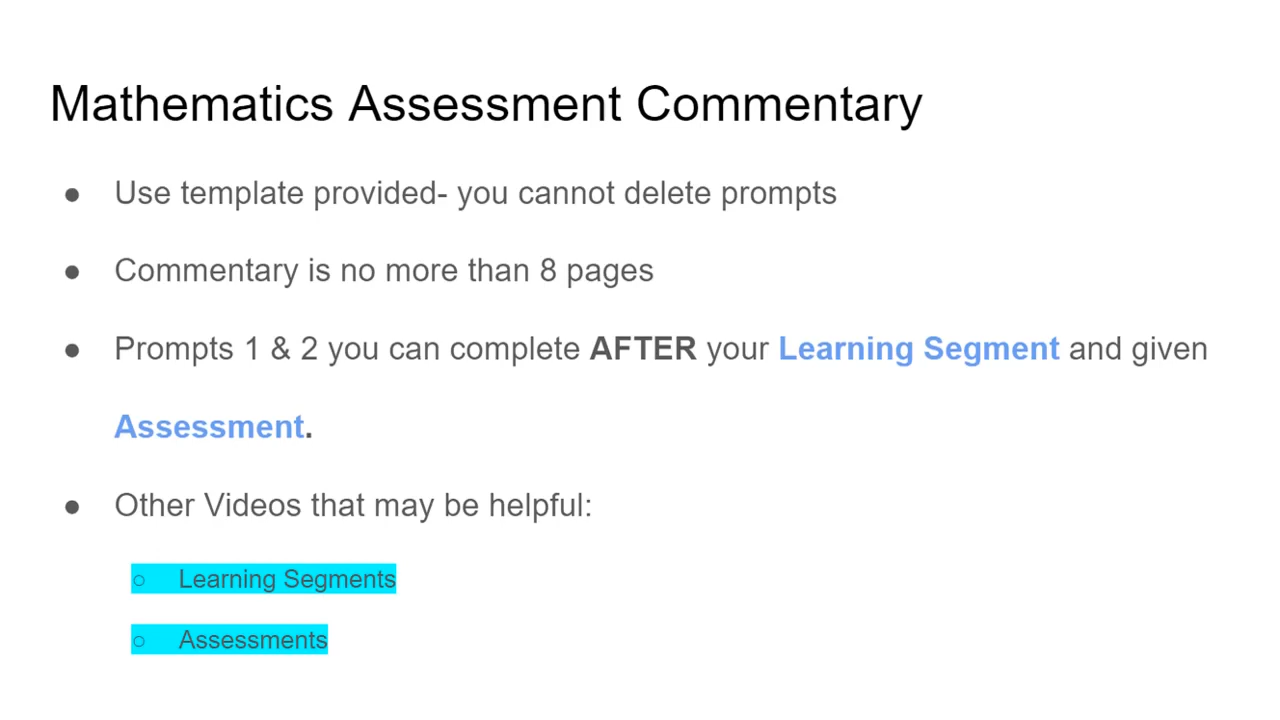 Mathematics Assessment Commentary
● Use template provided- you cannot delete prompts
● Commentary is no more than 8 pages
● Prompts 1 & 2 you can complete AFTER your Learning Segment and given
Assessment.
● Other Videos that may be helpful:
○ Learning Segments
○ Assessments